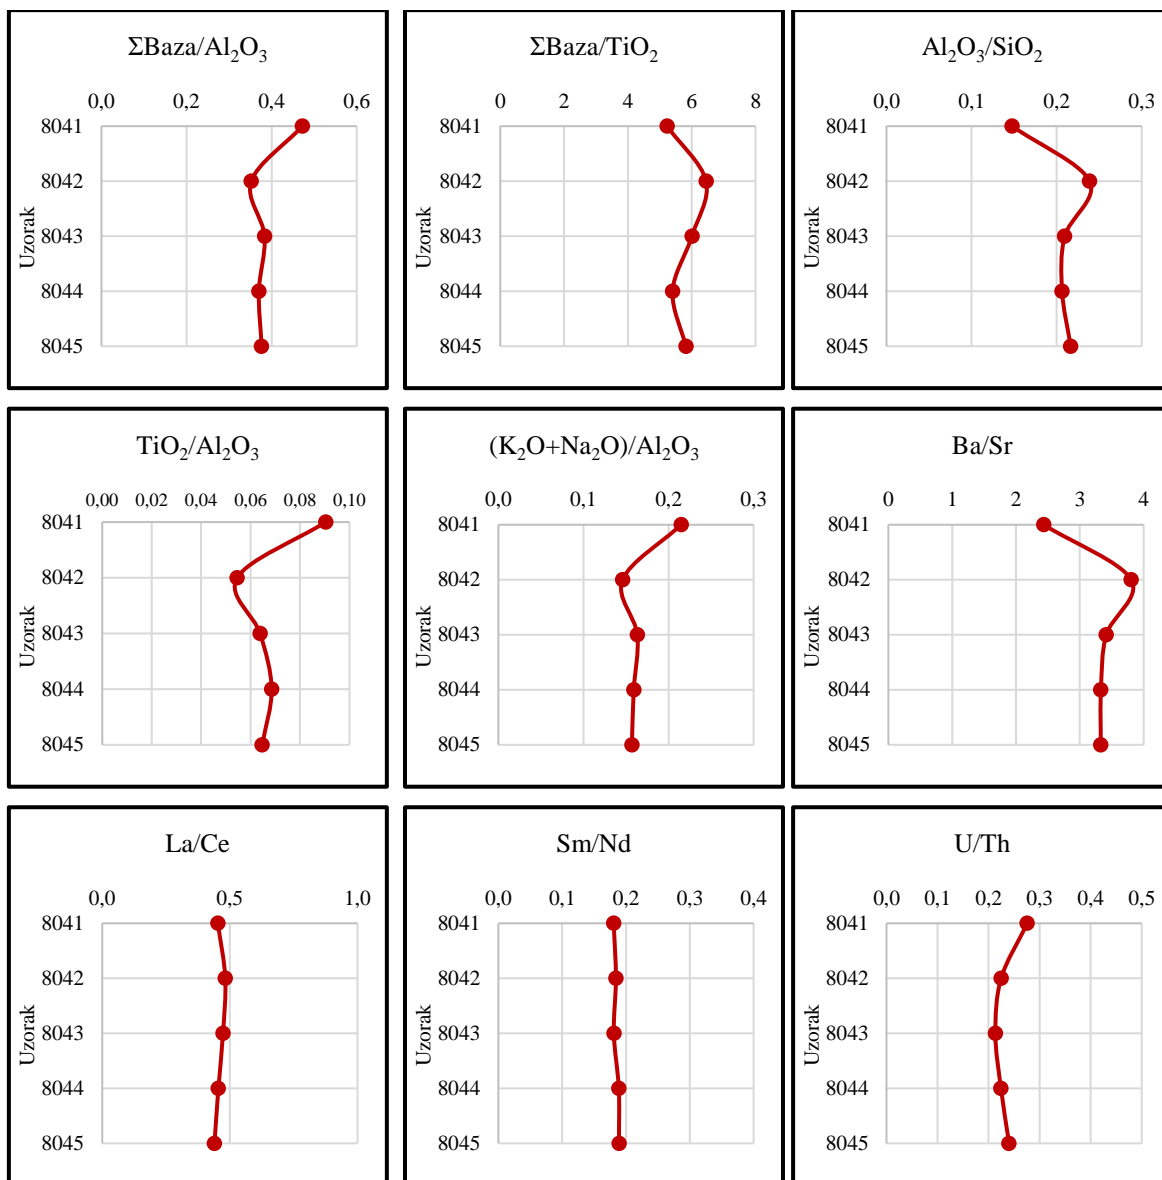 ΣBaza/Al₂O₃
0,0 0,2 0,4 0,6
8041
8042
8043
8044
8045
Uzorak
ΣBaza/TiO₂
0 2 4 6 8
8041
8042
8043
8044
8045
Uzorak
Al₂O₃/SiO₂
0,0 0,1 0,2 0,3
8041
8042
8043
8044
8045
Uzorak
TiO₂/Al₂O₃
0,00 0,02 0,04 0,06 0,08 0,10
8041
8042
8043
8044
8045
Uzorak
(K₂O+Na₂O)/Al₂O₃
0,0 0,1 0,2 0,3
8041
8042
8043
8044
8045
Uzorak
Ba/Sr
0 1 2 3 4
8041
8042
8043
8044
8045
Uzorak
La/Ce
0,0 0,5 1,0
8041
8042
8043
8044
8045
Uzorak
Sm/Nd
0,0 0,1 0,2 0,3 0,4
8041
8042
8043
8044
8045
Uzorak
U/Th
0,0 0,1 0,2 0,3 0,4 0,5
8041
8042
8043
8044
8045
Uzorak